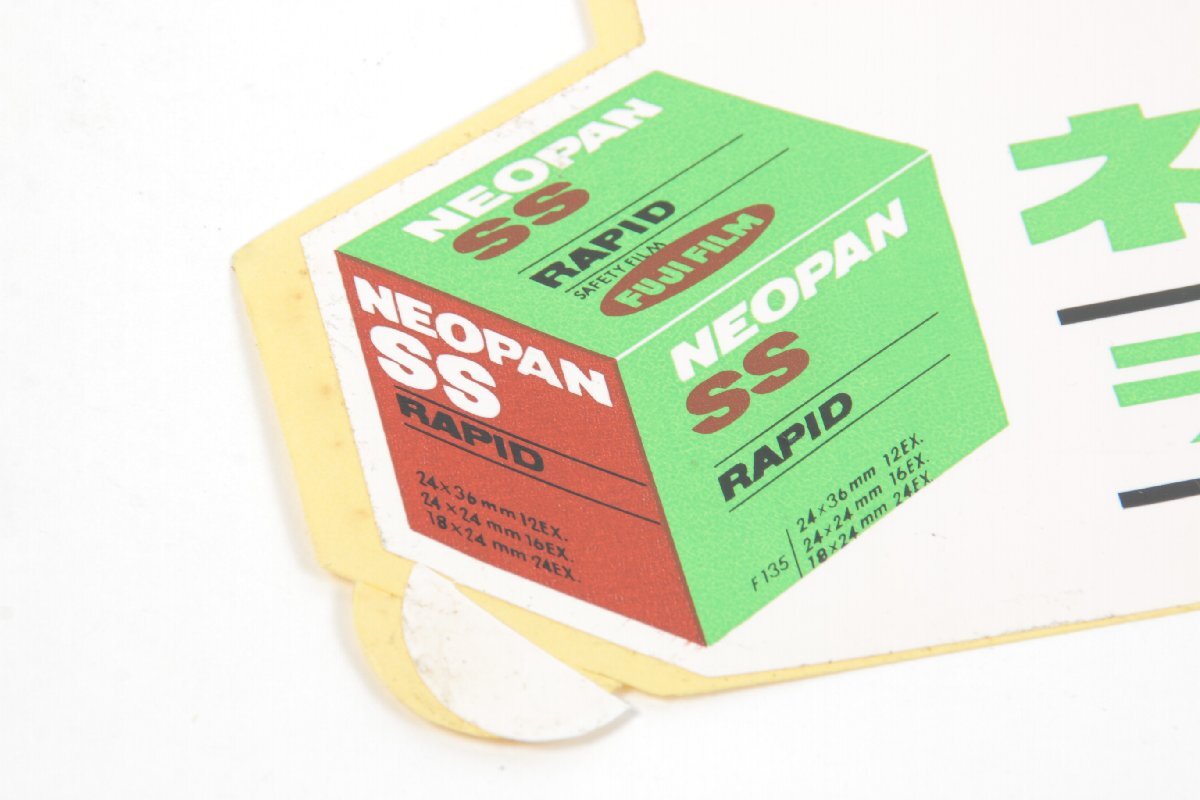 NEOPAN
SS
RAPID
SAFETY FILM
FUJI FILM
NEOPAN
SS
RAPID
24×36mm 12EX.
24×24mm 16EX.
18×24mm 24EX.
NEOPAN
SS
RAPID
F135
24×36mm 12EX.
24×24mm 16EX.
18×24mm 24EX.
ネ